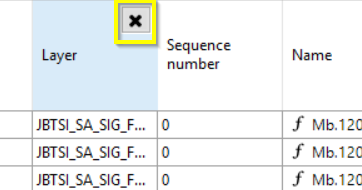 Layer
Sequence
number
Name
JBTSI_SA_SIG_F... 0 f Mb.120
JBTSI_SA_SIG_F... 0 f Mb.120
JBTSI_SA_SIG_F... 0 f Mb.120